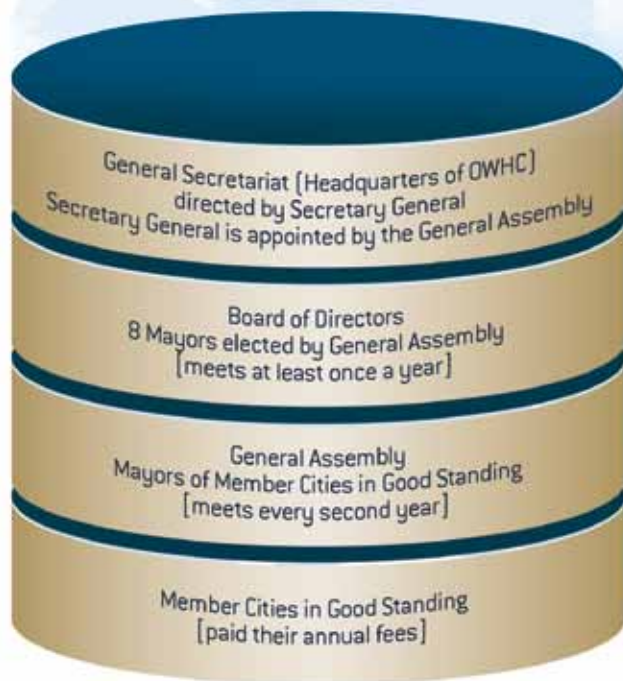 General Secretariat [Headquarters of OWHC]
directed by Secretary General
Secretary General is appointed by the General Assembly
Board of Directors
8 Mayors elected by General Assembly
[meets at least once a year]
General Assembly
Mayors of Member Cities in Good Standing
[meets every second year]
Member Cities in Good Standing
[paid their annual fees]